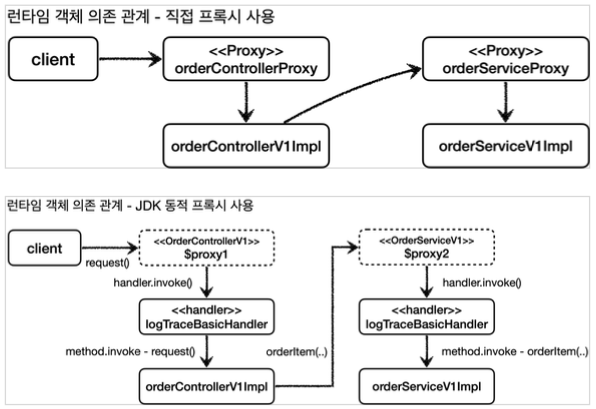 런타임 객체 의존 관계 - 직접 프록시 사용
client
<<Proxy>>
orderControllerProxy
<<Proxy>>
orderServiceProxy
orderControllerV1Impl
orderServiceV1Impl
런타임 객체 의존 관계 - JDK 동적 프록시 사용
client
request()
<<OrderControllerV1>>
$proxy1
<<OrderServiceV1>>
$proxy2
handler.invoke()
handler.invoke()
<<handler>>
logTraceBasicHandler
<<handler>>
logTraceBasicHandler
method.invoke - request()
orderItem(..)
method.invoke - orderItem(..)
orderControllerV1Impl
orderServiceV1Impl